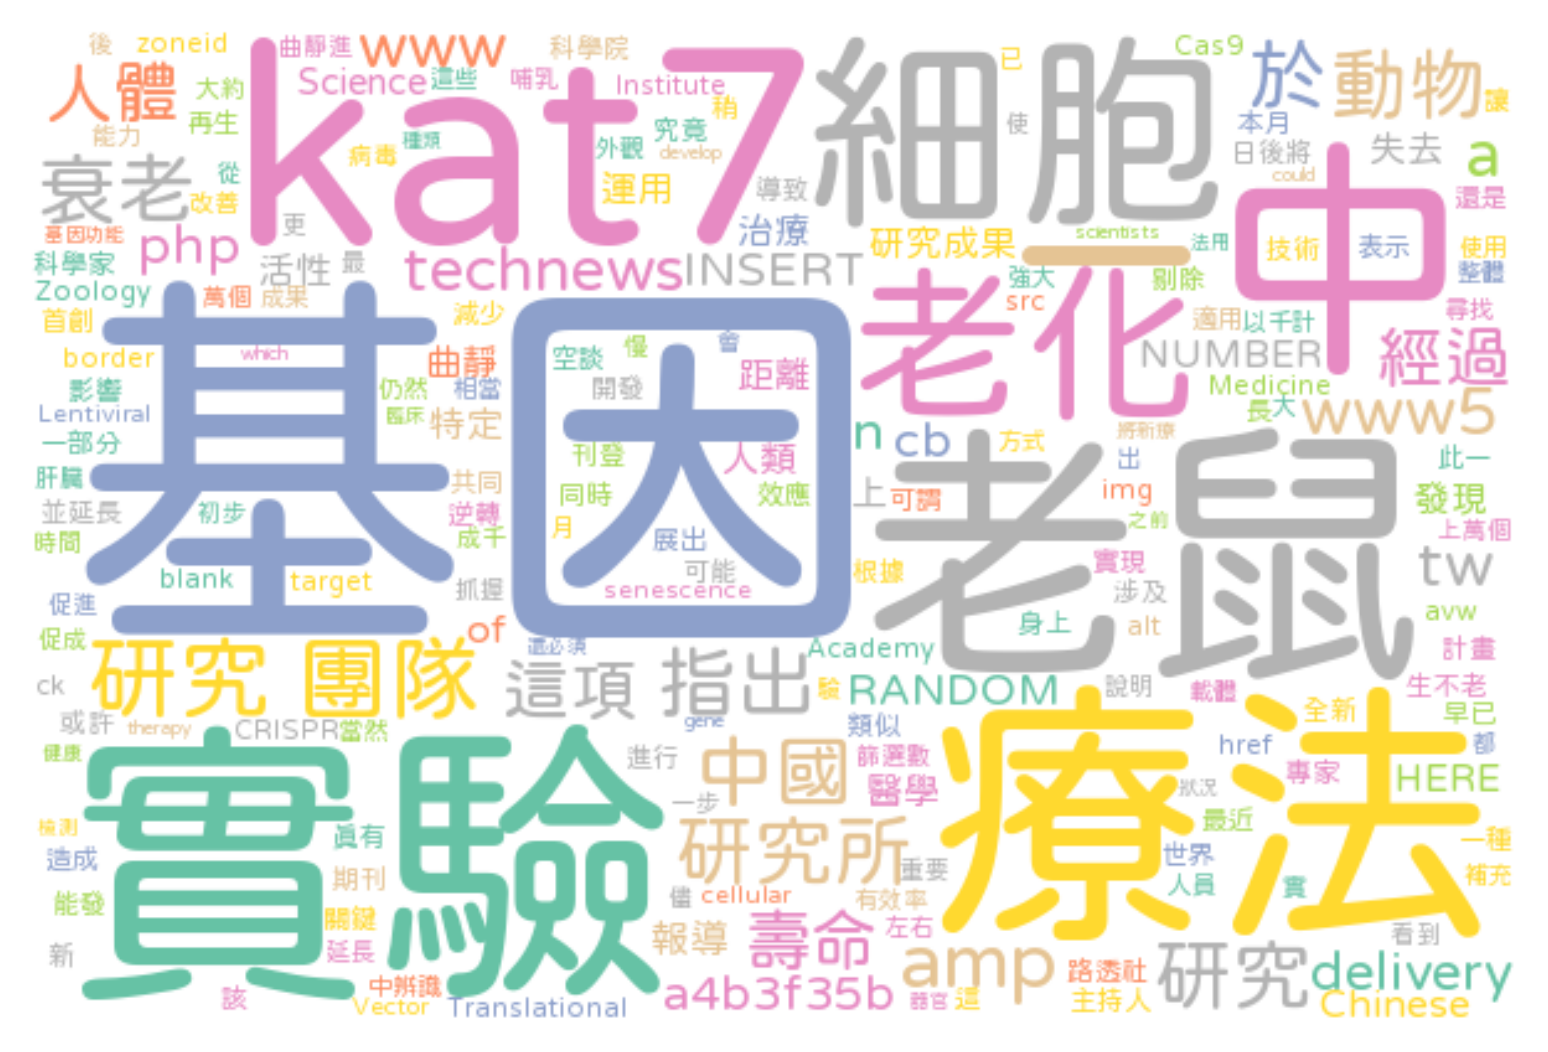 後 zoneid 曲靜進 www 科學院 已 Cas9 於 動物
人體 大約 Science 這些 哺乳 Institute 讓
kat7 細胞 中
能力 再生 病毒 種類 外觀 究竟 稍 develop 使 本月 日後將 失去 a
衰老 從 改善 運用 導致 could 還是
基因功能 php 更 治療 研究成果 scientists 法用 技術 表示 使用
科學家 活性 最 technews INSERT 一 強大 剔除 整體
Zoology 萬個 成果 老化 src 適用 以千計 尋找
首創 減少 NUMBER 經過
border which 曲靜 空談 慢 會 距離
基因 老鼠
影響 仍然 相當 開發 Medicine
Lentiviral 臨床 特定 長 大 www5
一部分 刊登 人類 n cb 方式 將新療 出 此一
肝臟 共同 同時 效應 上 可謂 img 發現
並延長 初步 逆轉 月 之前 上萬個
時間 成千 展出 可能 根據 實現 tw
blank target 抓握 senescence 涉及
促進 身上 alt avw
促成 of 還必須 Academy 計畫
研究 團隊 這項 指出
ck 驗 RANDOM 說明 載體 生不老
或許 therapy CRISPR 當然 gene 類似 全新 早已
健康 實驗 進行 中國 篩選數 療法 href 都
醫學 狀況 專家 HERE
一步
檢測 真有 研究所 最近 一種
造成 期刊 重要 世界 人員 實 補充
能發 關鍵 儘 cellular 有效率
新 延長 報導 壽命 左右 看到
中辨識 amp 路透社 研究 delivery
該 Vector Translational a4b3f35b 器官 這 主持人 Chinese